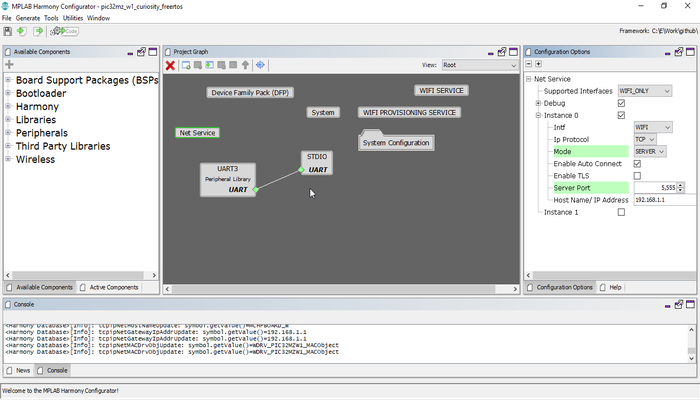 MPLAB Harmony Configurator - pic32mz_w1_curiosity_freertos
File Generate Tools Utilities Window
Code
Framework: C:\E\Work\github\
Available Components
Board Support Packages (BSPs
Bootloader
Harmony
Libraries
Peripherals
Third Party Libraries
Wireless
Available Components
Active Components
Project Graph
View: Root
Device Family Pack (DFP)
WIFI SERVICE
System
WIFI PROVISIONING SERVICE
Net Service
System Configuration
STDIO
UART
UART3
Peripheral Library
UART
Configuration Options
Net Service
Supported Interfaces WIFI_ONLY
Debug
Instance 0
Intf WIFI
Ip Protocol TCP
Mode SERVER
Enable Auto Connect
Enable TLS
Server Port 5,555
Host Name/ IP Address 192.168.1.1
Instance 1
Configuration Options
Help
Console
<Harmony Database>[Info]: tcpipNetGatewayIpAddrUpdate: symbol.getValue()=192.168.1.1
<Harmony Database>[Info]: tcpipNetGatewayIpAddrUpdate: symbol.getValue()=192.168.1.1
<Harmony Database>[Info]: tcpipNetMACDrvObjUpdate: symbol.getValue()=WDRV_PIC32MZW1_MACObject
<Harmony Database>[Info]: tcpipNetMACDrvObjUpdate: symbol.getValue()=WDRV_PIC32MZW1_MACObject
News
Console
Welcome to the MPLAB Harmony Configurator!